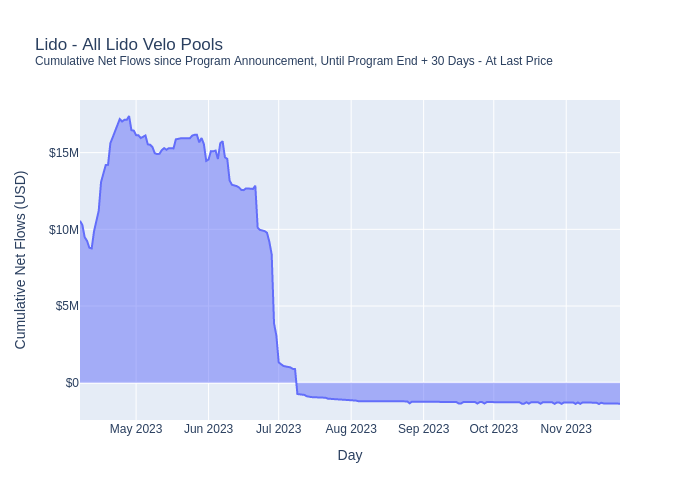 Lido - All Lido Velo Pools
Cumulative Net Flows since Program Announcement, Until Program End + 30 Days - At Last Price
Cumulative Net Flows (USD)
$15M
$10M
$5M
$0
May 2023 Jun 2023 Jul 2023 Aug 2023 Sep 2023 Oct 2023 Nov 2023
Day